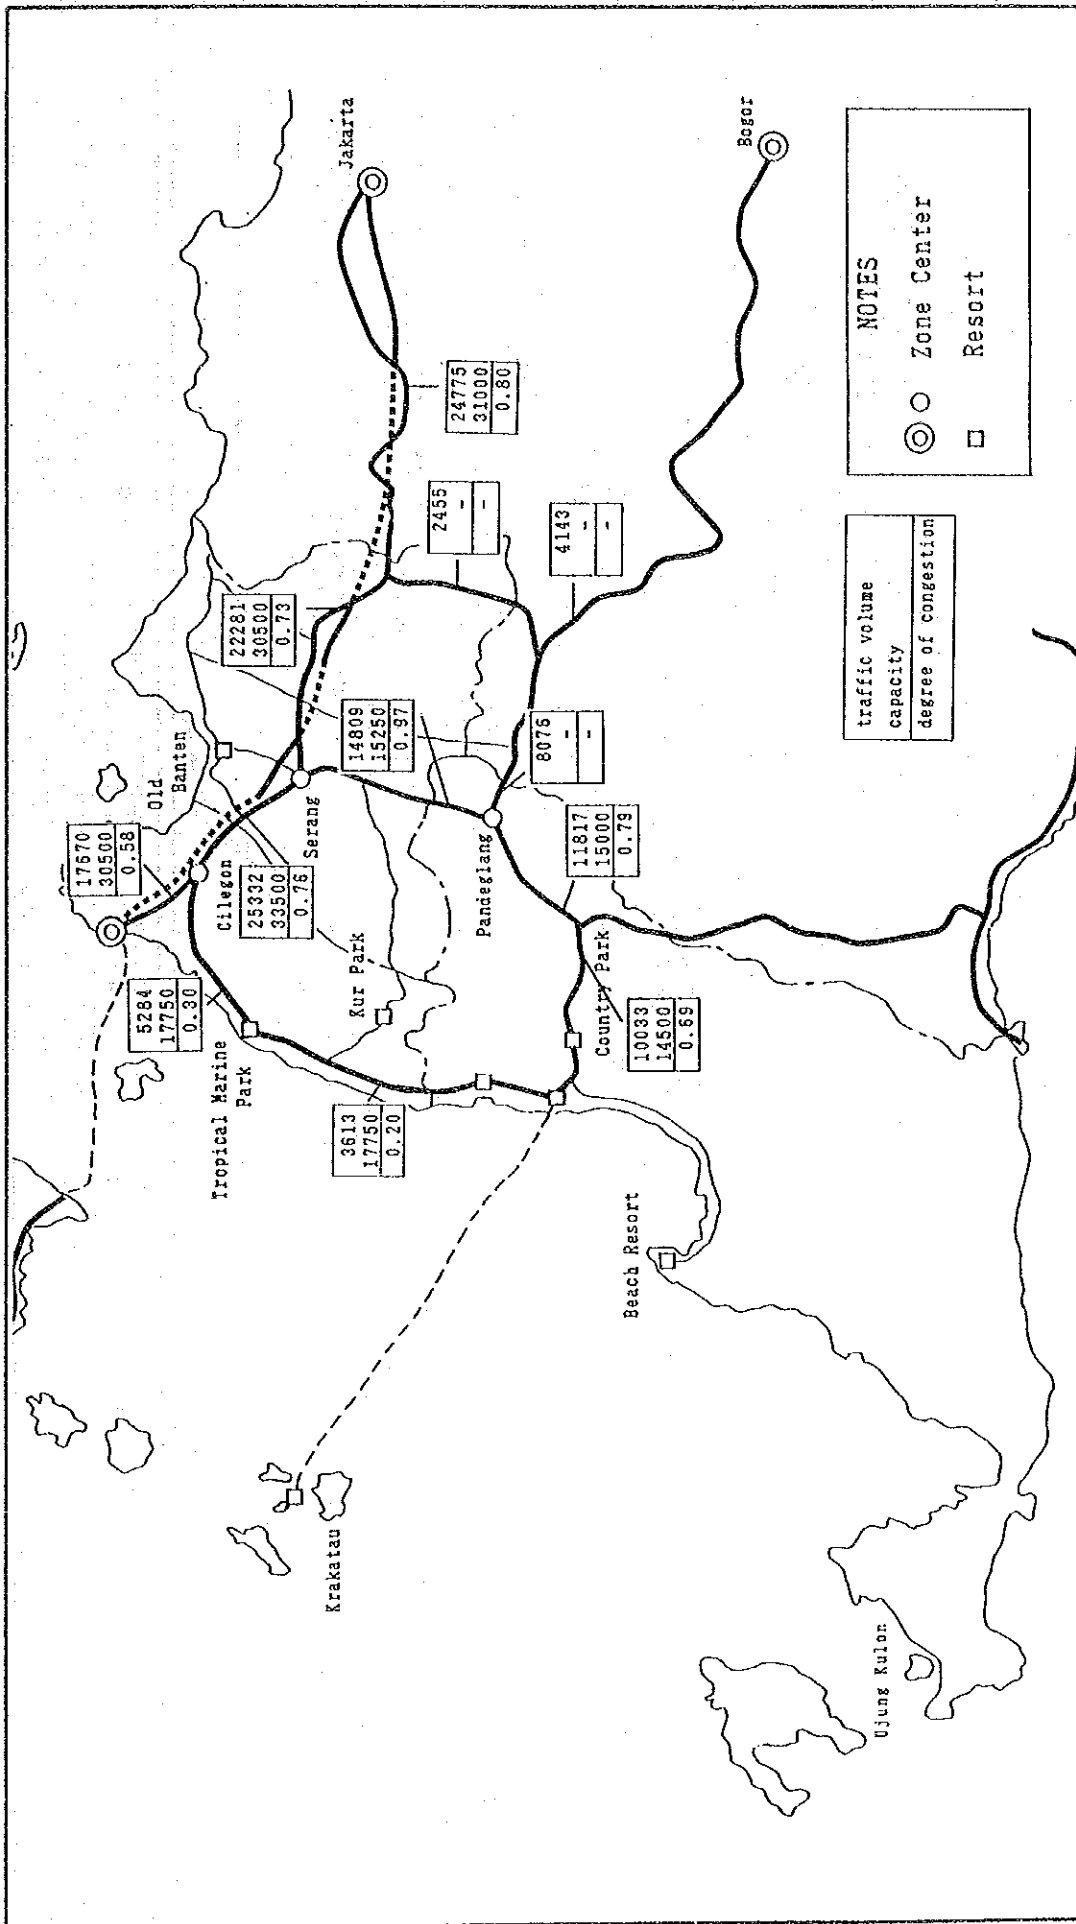 Jakarta
Bogor
24775
31000
0.80
22281
30500
0.73
2455
-
-
4143
-
-
Old
Banten
17670
30500
0.58
14809
15250
0.97
8076
-
-
Serang
Cilegon
25332
33500
0.76
Pandeglang
11817
15000
0.79
5284
17750
0.30
Kur Park
Country Park
10033
14500
0.69
Tropical Marine
Park
3613
17750
0.20
Beach Resort
Krakatau
Ujung Kulon
NOTES
Zone Center
Resort
traffic volume
capacity
degree of congestion